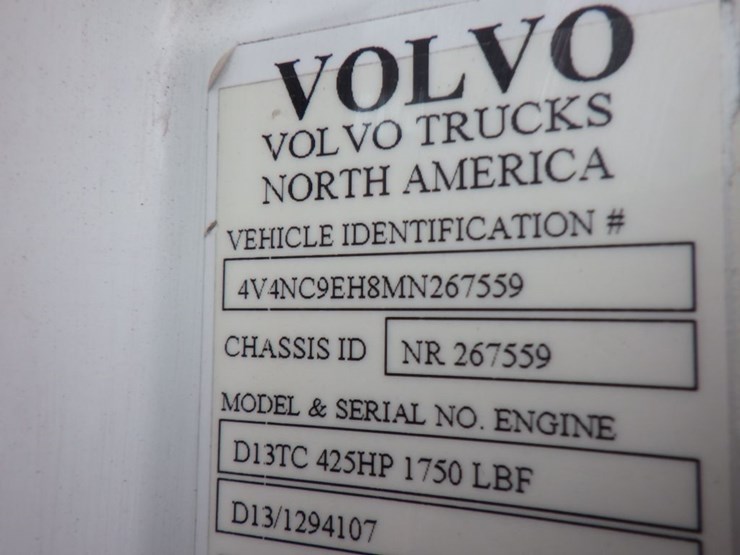 VOLVO
VOLVO TRUCKS
NORTH AMERICA
VEHICLE IDENTIFICATION #
4V4NC9EH8MN267559
CHASSIS ID NR 267559
MODEL & SERIAL NO. ENGINE
D13TC 425HP 1750 LBF
D13/1294107